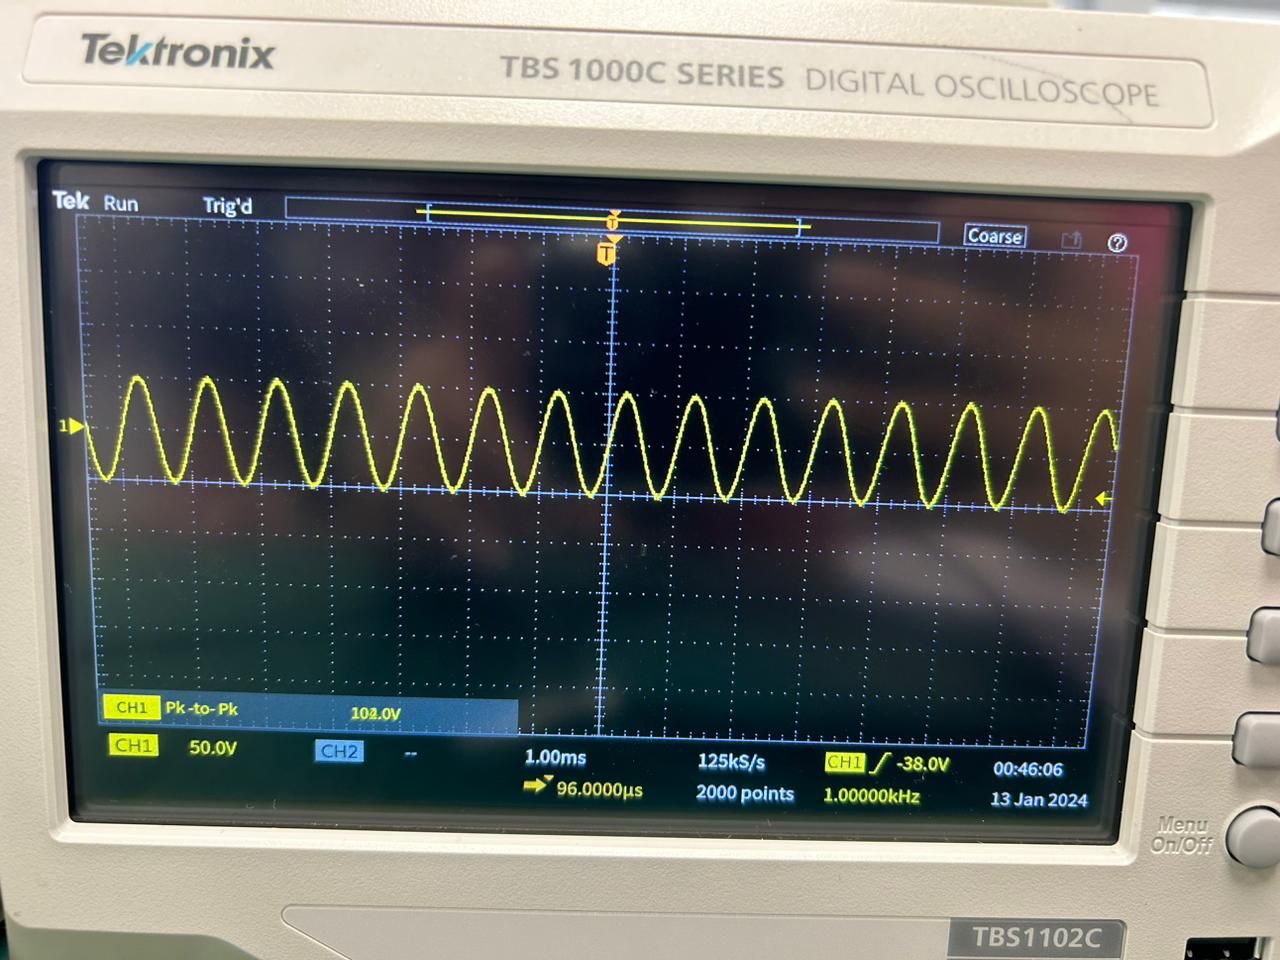 Tektronix
TBS 1000C SERIES DIGITAL OSCILLOSCOPE
Tek Run Trig'd
T
Coarse ?
T
1
CH1 Pk-to-Pk
CH1 50.0V CH2 -- 1.00ms 125kS/s CH1 -38.0V 00:46:06
96.0000µs 2000 points 1.00000kHz 13 Jan 2024
Menu
On/Off
TBS1102C